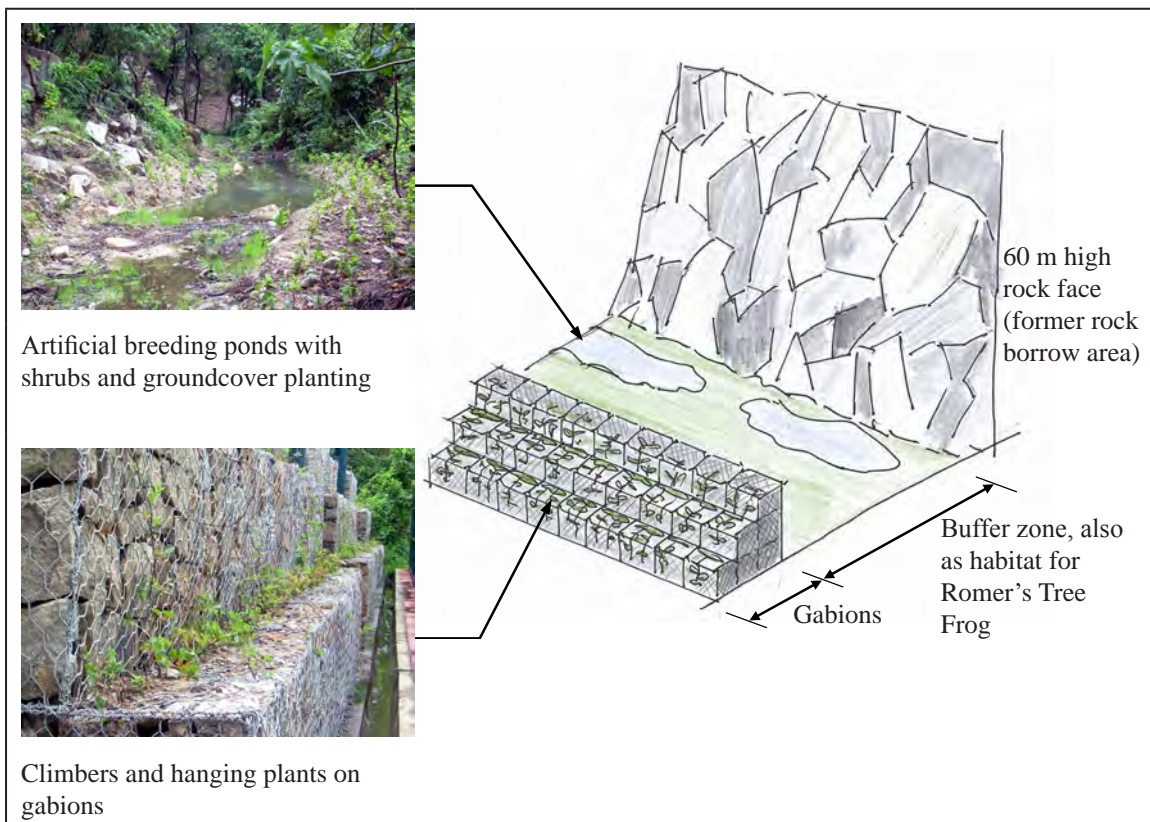 Artificial breeding ponds with
shrubs and groundcover planting
60 m high
rock face
(former rock
borrow area)
Buffer zone, also
as habitat for
Romer's Tree
Frog
Gabions
Climbers and hanging plants on
gabions